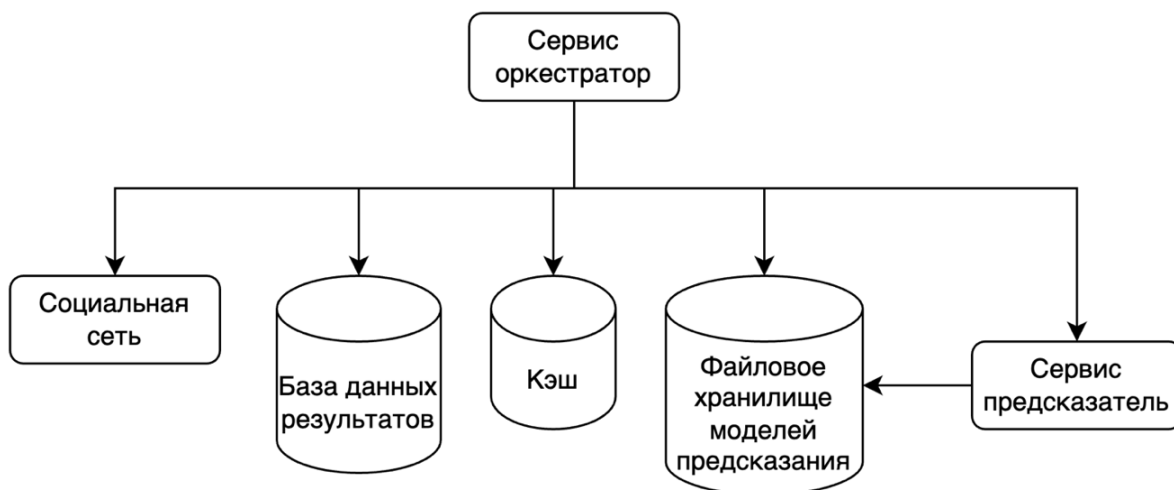 Сервис
оркестратор
Социальная
сеть
База данных
результатов
Кэш
Файловое
хранилище
моделей
предсказания
Сервис
предсказатель